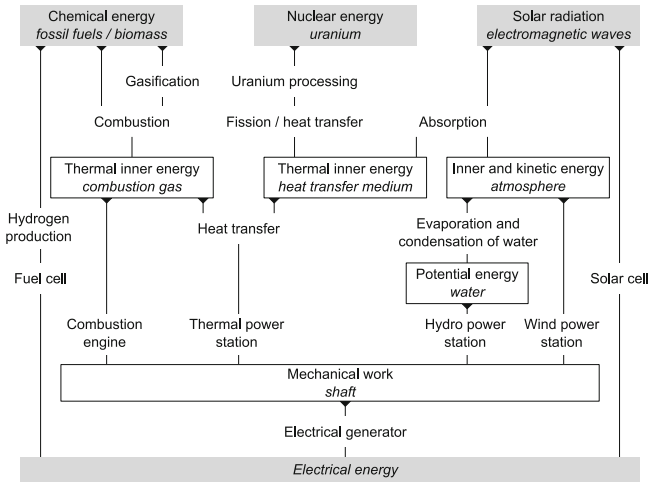 Chemical energy
fossil fuels / biomass
Nuclear energy
uranium
Solar radiation
electromagnetic waves
Gasification
Uranium processing
Combustion
Fission / heat transfer
Absorption
Thermal inner energy
combustion gas
Thermal inner energy
heat transfer medium
Inner and kinetic energy
atmosphere
Hydrogen
production
Heat transfer
Evaporation and
condensation of water
Fuel cell
Potential energy
water
Solar cell
Combustion
engine
Thermal power
station
Hydro power
station
Wind power
station
Mechanical work
shaft
Electrical generator
Electrical energy